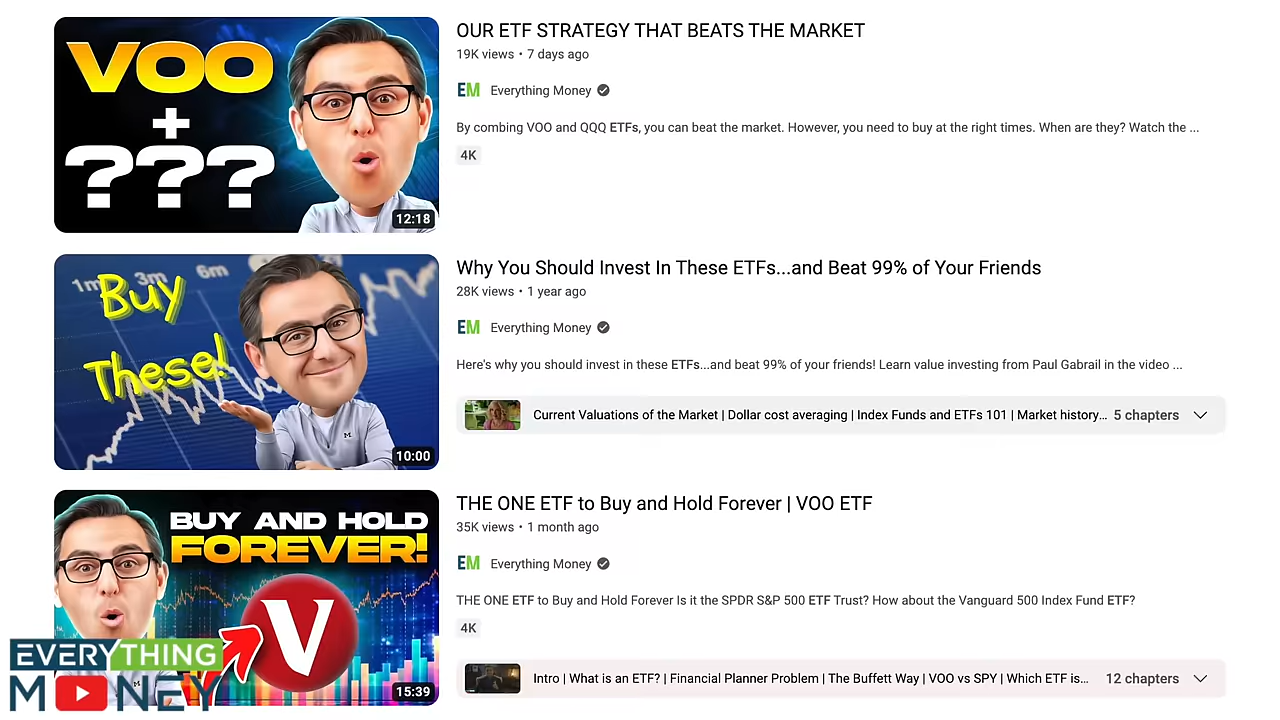 VOO
+
???
12:18
OUR ETF STRATEGY THAT BEATS THE MARKET
19K views • 7 days ago
EM Everything Money
By combing VOO and QQQ ETFs, you can beat the market. However, you need to buy at the right times. When are they? Watch the ...
4K
1m 3m 6m
Buy
These!
M
10:00
Why You Should Invest In These ETFs...and Beat 99% of Your Friends
28K views • 1 year ago
EM Everything Money
Here's why you should invest in these ETFs...and beat 99% of your friends! Learn value investing from Paul Gabrail in the video ...
Current Valuations of the Market | Dollar cost averaging | Index Funds and ETFs 101 | Market history... 5 chapters
BUY AND HOLD
FOREVER!
V
15:39
THE ONE ETF to Buy and Hold Forever | VOO ETF
35K views • 1 month ago
EM Everything Money
THE ONE ETF to Buy and Hold Forever Is it the SPDR S&P 500 ETF Trust? How about the Vanguard 500 Index Fund ETF?
4K
Intro | What is an ETF? | Financial Planner Problem | The Buffett Way | VOO vs SPY | Which ETF is... 12 chapters
EVERYTHING
MONEY